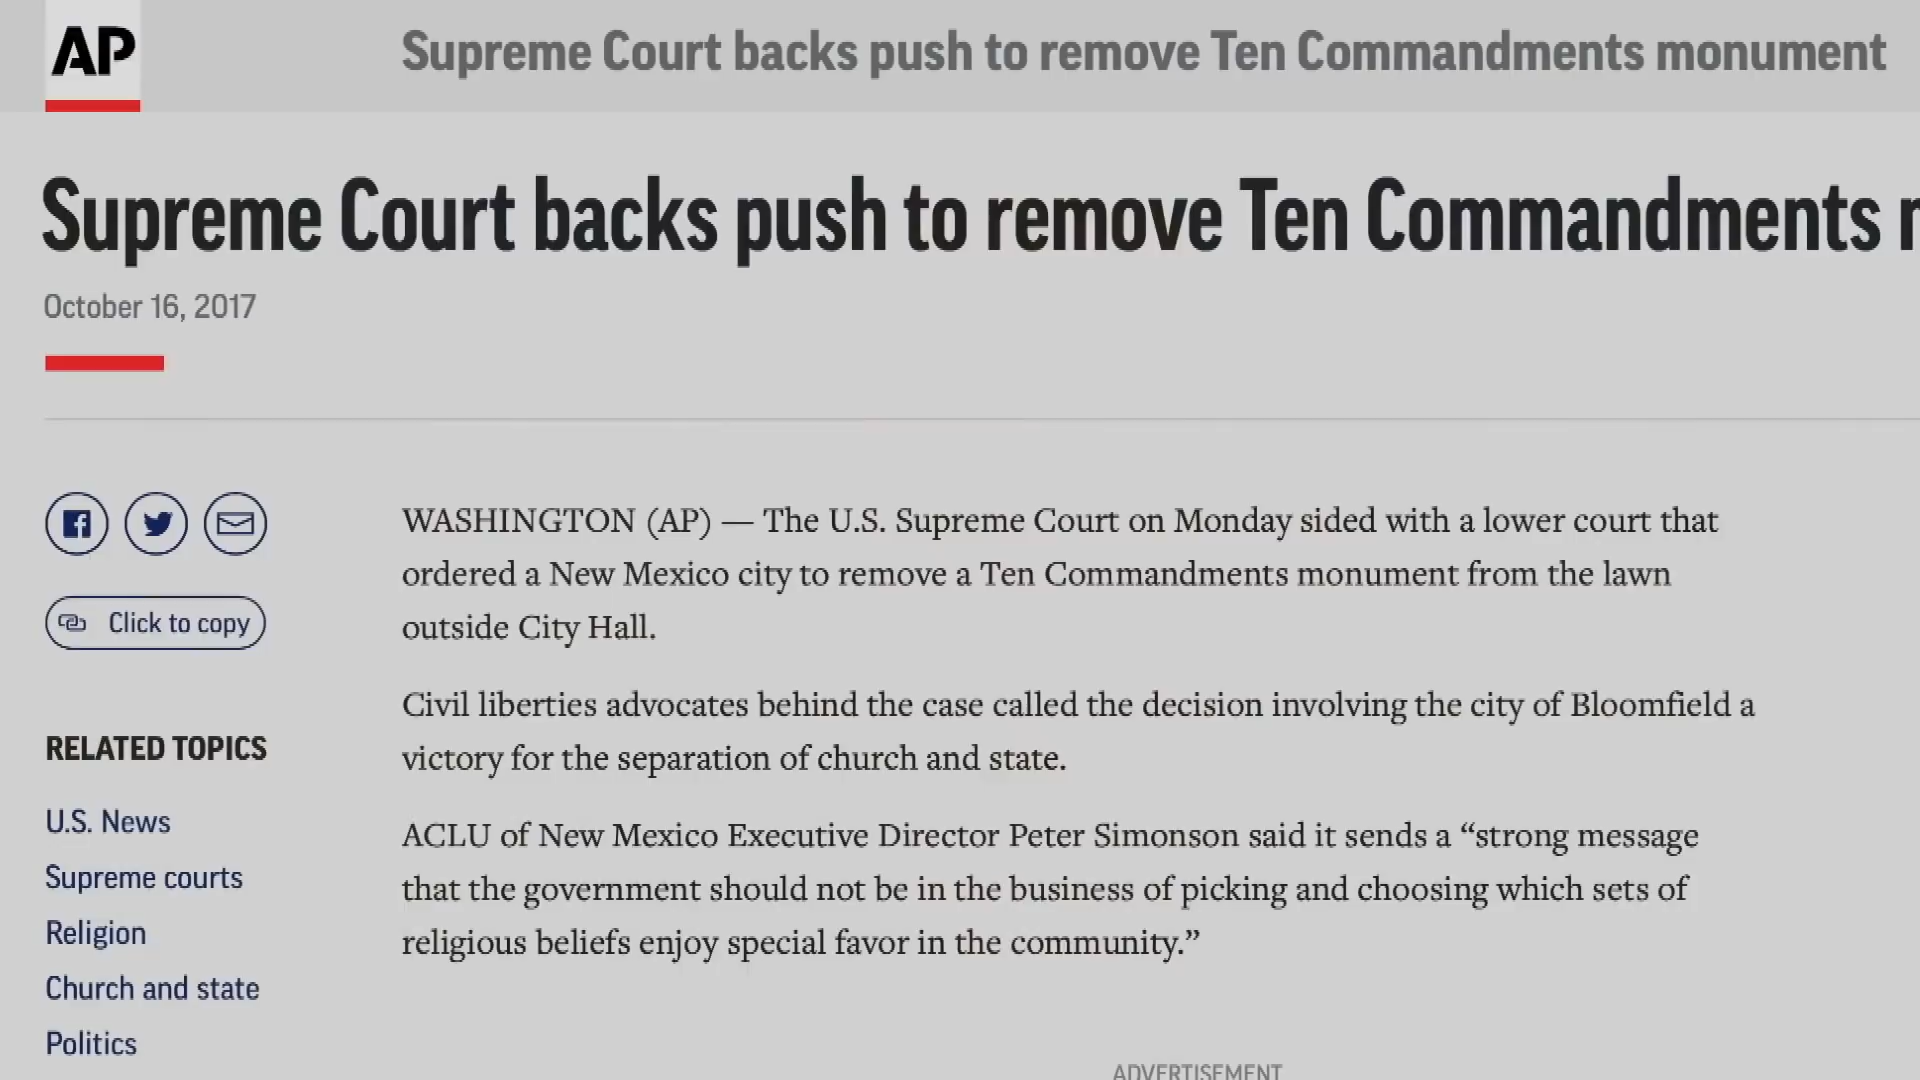 AP
Supreme Court backs push to remove Ten Commandments monument
Supreme Court backs push to remove Ten Commandments
October 16, 2017
Click to copy
RELATED TOPICS
U.S. News
Supreme courts
Religion
Church and state
Politics
WASHINGTON (AP) — The U.S. Supreme Court on Monday sided with a lower court that
ordered a New Mexico city to remove a Ten Commandments monument from the lawn
outside City Hall.
Civil liberties advocates behind the case called the decision involving the city of Bloomfield a
victory for the separation of church and state.
ACLU of New Mexico Executive Director Peter Simonson said it sends a “strong message
that the government should not be in the business of picking and choosing which sets of
religious beliefs enjoy special favor in the community.”
ADVERTISEMENT